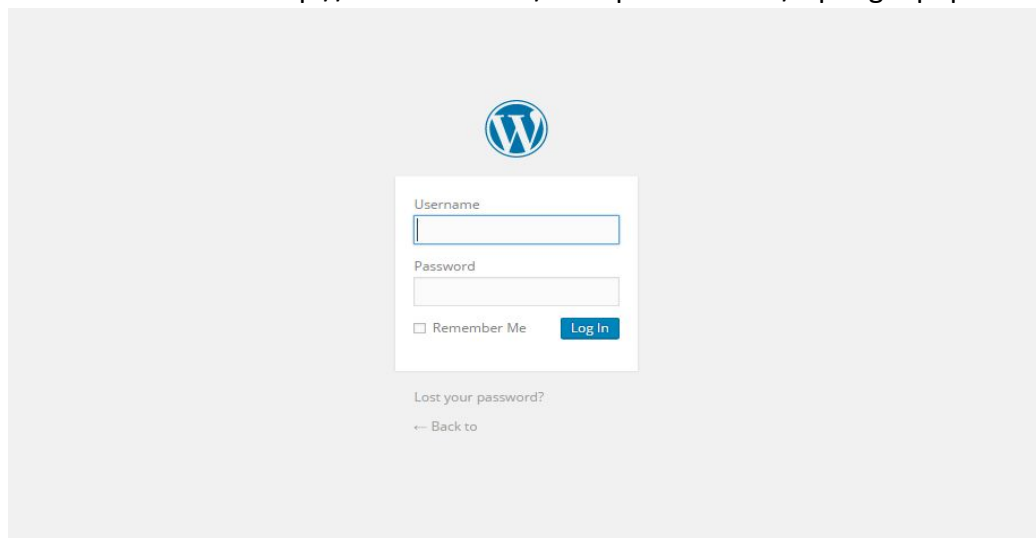 Username
Password
Remember Me
Log In
Lost your password?
← Back to